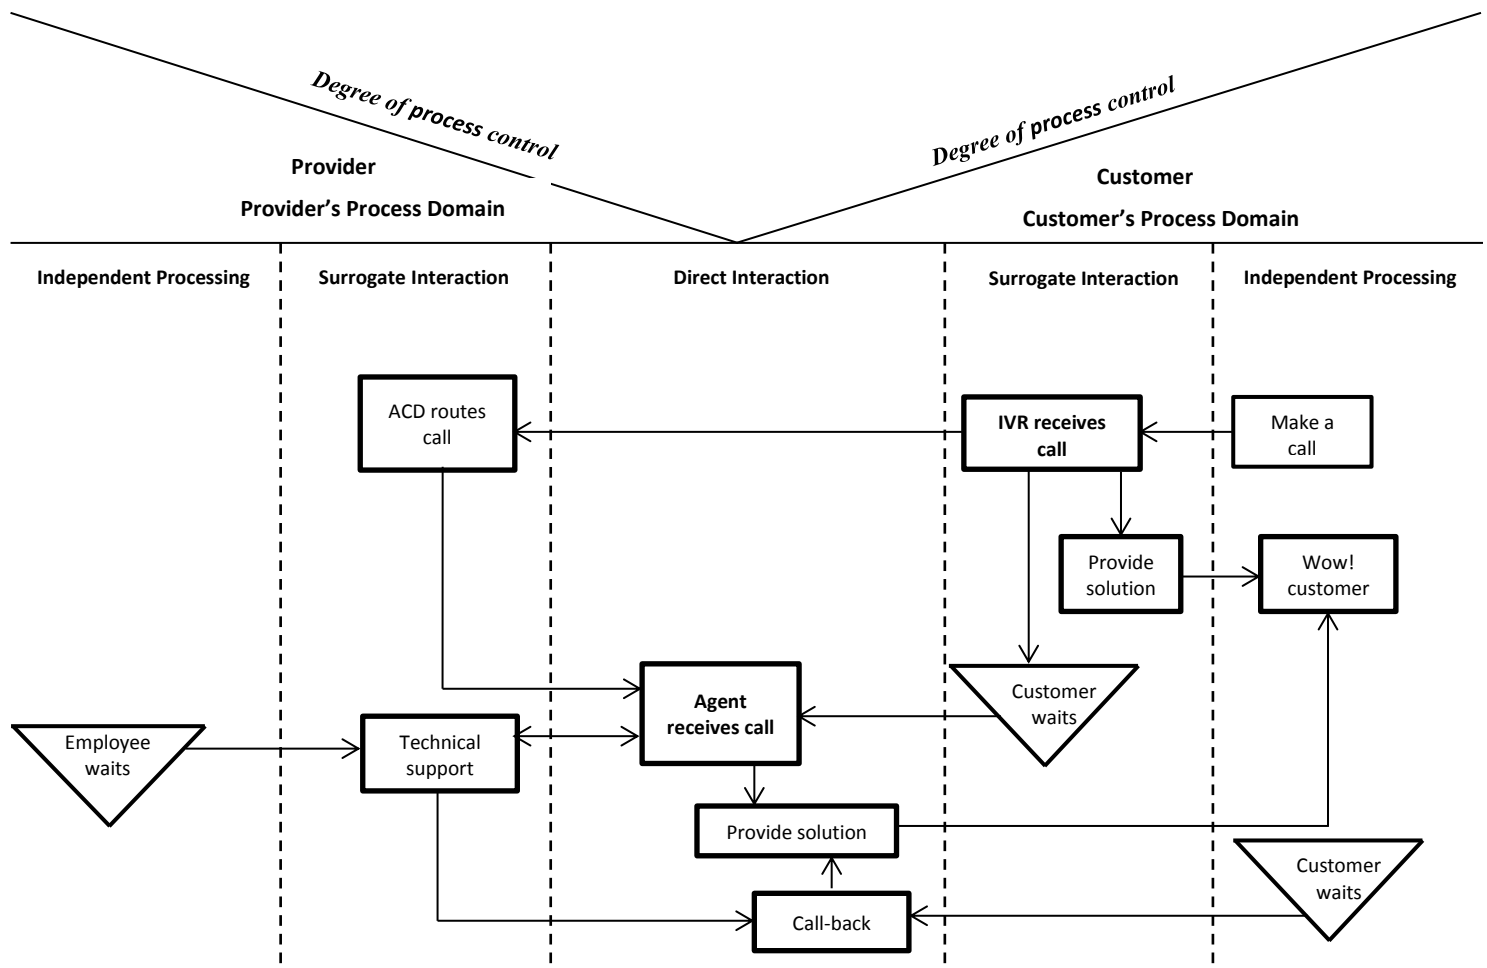 Degree of process control
Degree of process control
Provider
Provider's Process Domain
Customer
Customer's Process Domain
Independent Processing
Surrogate Interaction
Direct Interaction
Surrogate Interaction
Independent Processing
ACD routes
call
IVR receives
call
Make a
call
Provide
solution
Wow!
customer
Agent
receives call
Customer
waits
Employee
waits
Technical
support
Provide solution
Customer
waits
Call-back